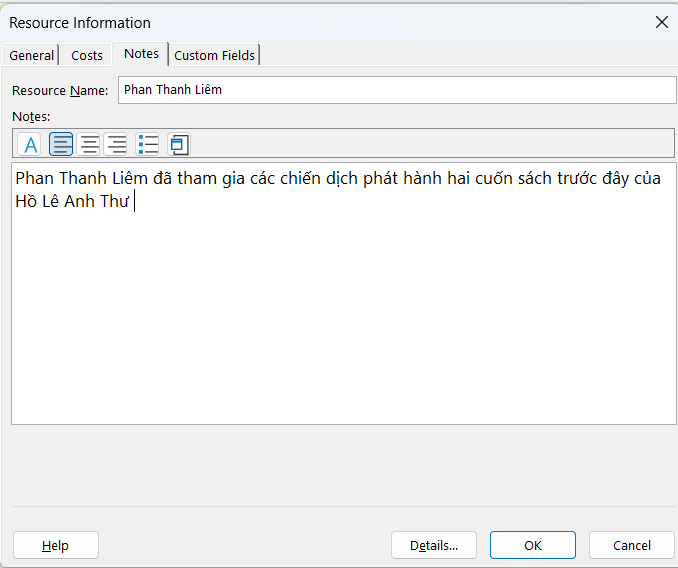 Resource Information
General Costs Notes Custom Fields
Resource Name: Phan Thanh Liêm
Notes:
A
Phan Thanh Liêm đã tham gia các chiến dịch phát hành hai cuốn sách trước đây của
Hồ Lê Anh Thư
Help Details... OK Cancel